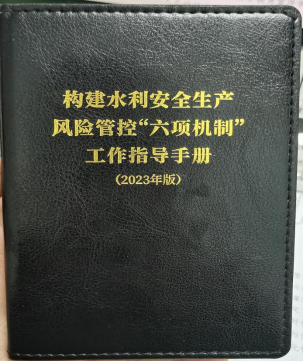 构建水利安全生产
风险管控“六项机制”
工作指导手册
(2023年版)